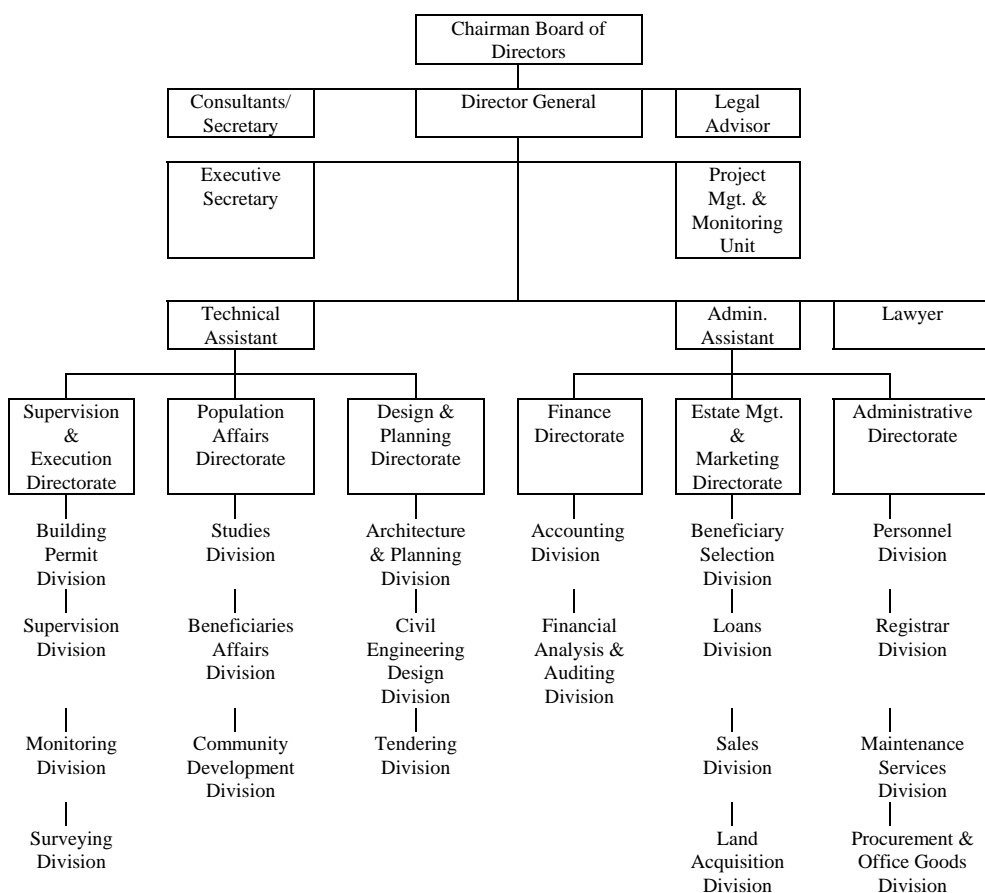 Chairman Board of
Directors
Consultants/
Secretary
Director General
Legal
Advisor
Executive
Secretary
Project
Mgt. &
Monitoring
Unit
Technical
Assistant
Admin.
Assistant
Lawyer
Supervision
&
Execution
Directorate
Population
Affairs
Directorate
Design &
Planning
Directorate
Finance
Directorate
Estate Mgt.
&
Marketing
Directorate
Administrative
Directorate
Building
Permit
Division
Studies
Division
Architecture
& Planning
Division
Accounting
Division
Beneficiary
Selection
Division
Personnel
Division
Supervision
Division
Beneficiaries
Affairs
Division
Civil
Engineering
Design
Division
Financial
Analysis &
Auditing
Division
Loans
Division
Registrar
Division
Monitoring
Division
Community
Development
Division
Tendering
Division
Sales
Division
Maintenance
Services
Division
Surveying
Division
Land
Acquisition
Division
Procurement &
Office Goods
Division